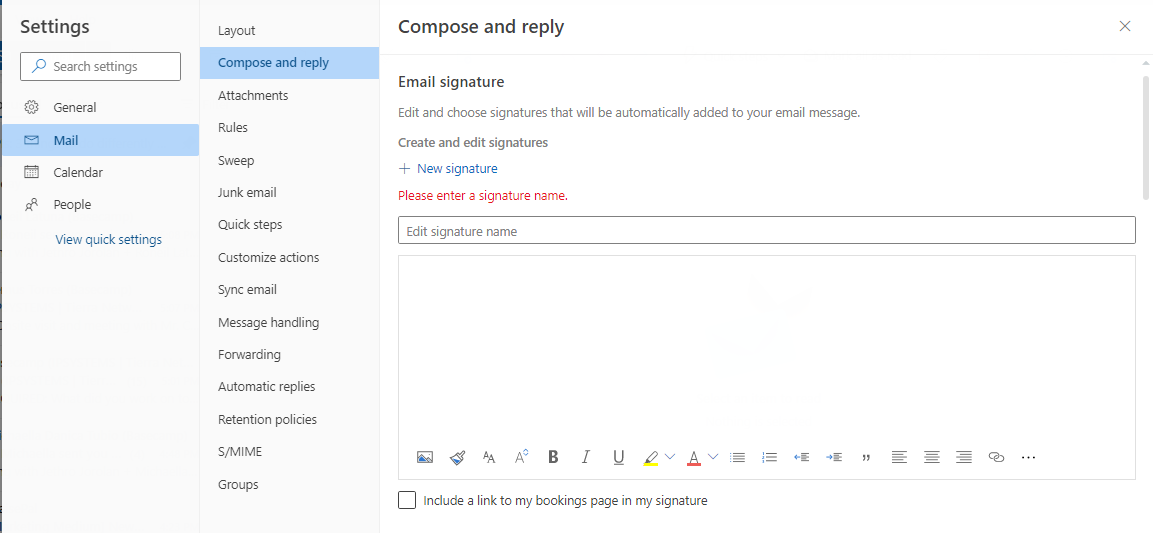 Settings
Search settings
General
Mail
Calendar
People
View quick settings
Layout
Compose and reply
Attachments
Rules
Sweep
Junk email
Quick steps
Customize actions
Sync email
Message handling
Forwarding
Automatic replies
Retention policies
S/MIME
Groups
Compose and reply
Email signature
Edit and choose signatures that will be automatically added to your email message.
Create and edit signatures
New signature
Please enter a signature name.
Edit signature name
Include a link to my bookings page in my signature